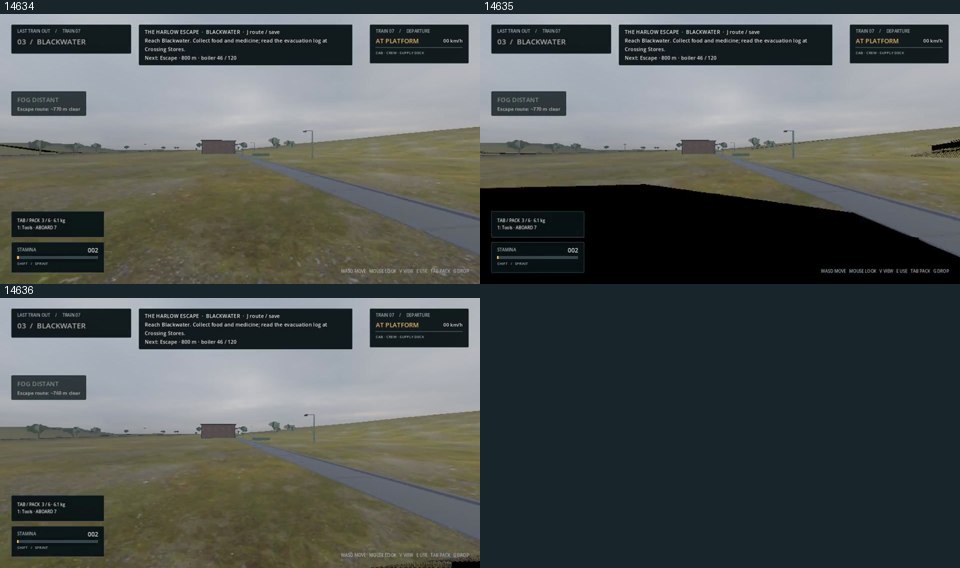 14634
LAST TRAIN OUT / TRAIN 07
03 / BLACKWATER
THE HARLOW ESCAPE · BLACKWATER · J route / save
Reach Blackwater. Collect food and medicine; read the evacuation log at
Crossing Stores.
Next: Escape · 800 m · boiler 46 / 120
TRAIN 07 / DEPARTURE
AT PLATFORM 00 km/h
CAB · CREW · SUPPLY DOCK
FOG DISTANT
Escape route: ~770 m clear
TAB / PACK 3 / 6 · 6.1 kg
1: Tools · ABOARD 7
STAMINA 002
SHIFT / SPRINT
WASD MOVE MOUSE LOOK V VIEW E USE TAB PACK G DROP
14635
LAST TRAIN OUT / TRAIN 07
03 / BLACKWATER
THE HARLOW ESCAPE · BLACKWATER · J route / save
Reach Blackwater. Collect food and medicine; read the evacuation log at
Crossing Stores.
Next: Escape · 800 m · boiler 46 / 120
TRAIN 07 / DEPARTURE
AT PLATFORM 00 km/h
CAB · CREW · SUPPLY DOCK
FOG DISTANT
Escape route: ~770 m clear
TAB / PACK 3 / 6 · 6.1 kg
1: Tools · ABOARD 7
STAMINA 002
SHIFT / SPRINT
WASD MOVE MOUSE LOOK V VIEW E USE TAB PACK G DROP
14636
LAST TRAIN OUT / TRAIN 07
03 / BLACKWATER
THE HARLOW ESCAPE · BLACKWATER · J route / save
Reach Blackwater. Collect food and medicine; read the evacuation log at
Crossing Stores.
Next: Escape · 800 m · boiler 46 / 120
TRAIN 07 / DEPARTURE
AT PLATFORM 00 km/h
CAB · CREW · SUPPLY DOCK
FOG DISTANT
Escape route: m clear
TAB / PACK 3 / 6 · 6.1 kg
1: Tools · ABOARD 7
STAMINA 002
SHIFT / SPRINT
WASD MOVE MOUSE LOOK V VIEW E USE TAB PACK G DROP